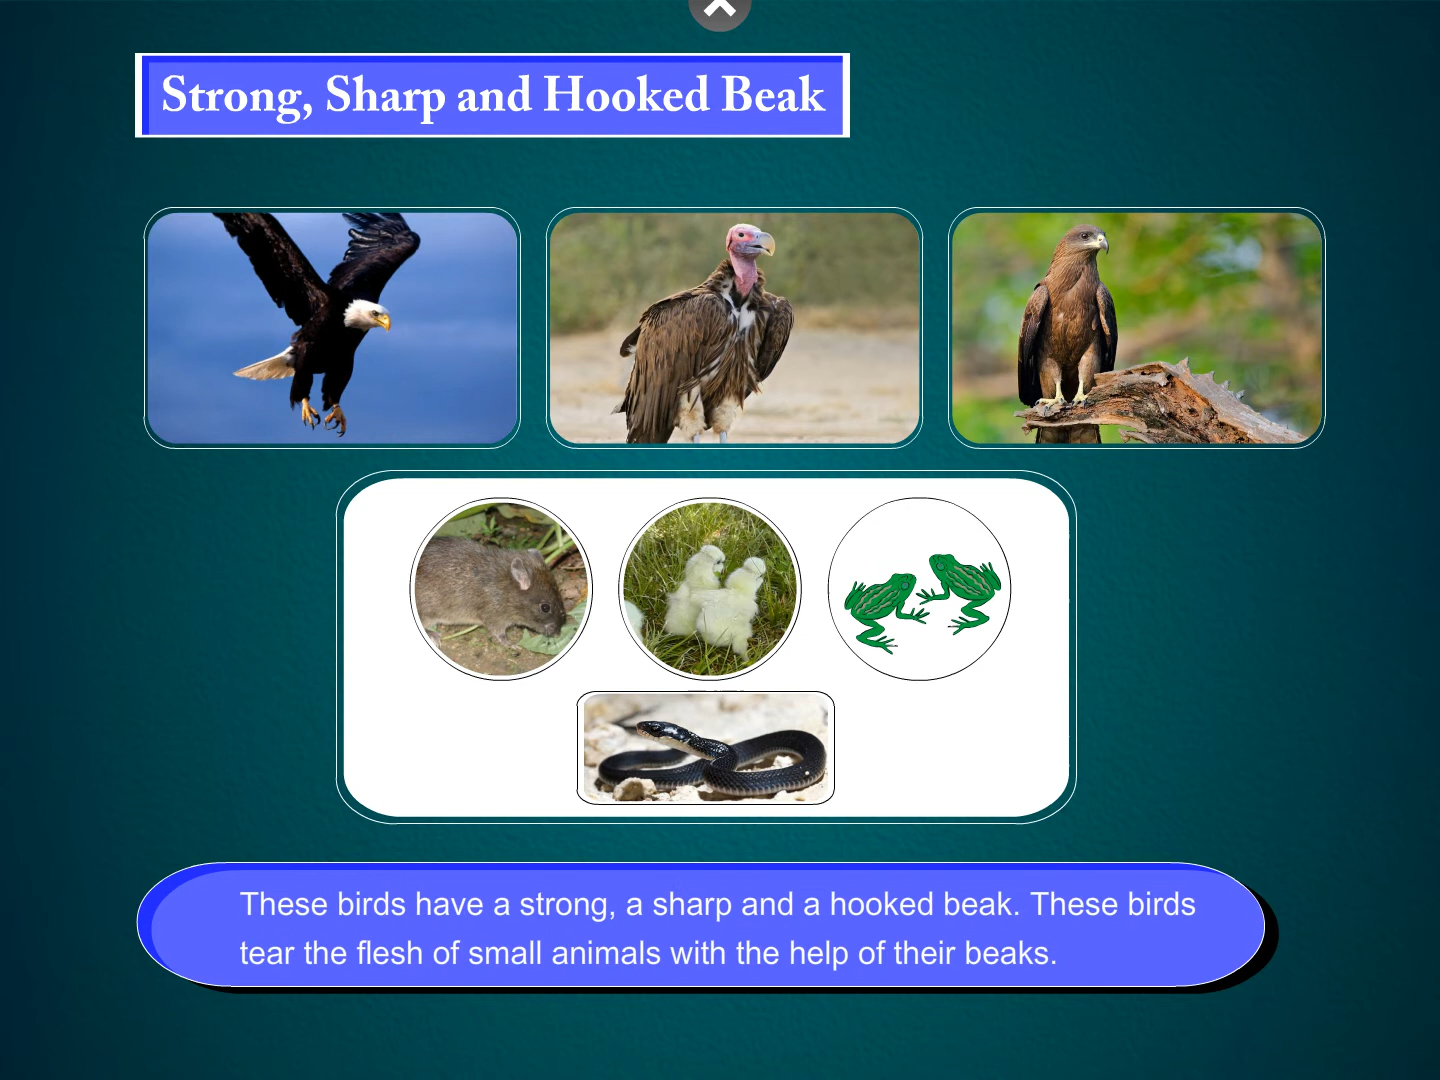 Strong, Sharp and Hooked Beak
These birds have a strong, a sharp and a hooked beak. These birds
tear the flesh of small animals with the help of their beaks.